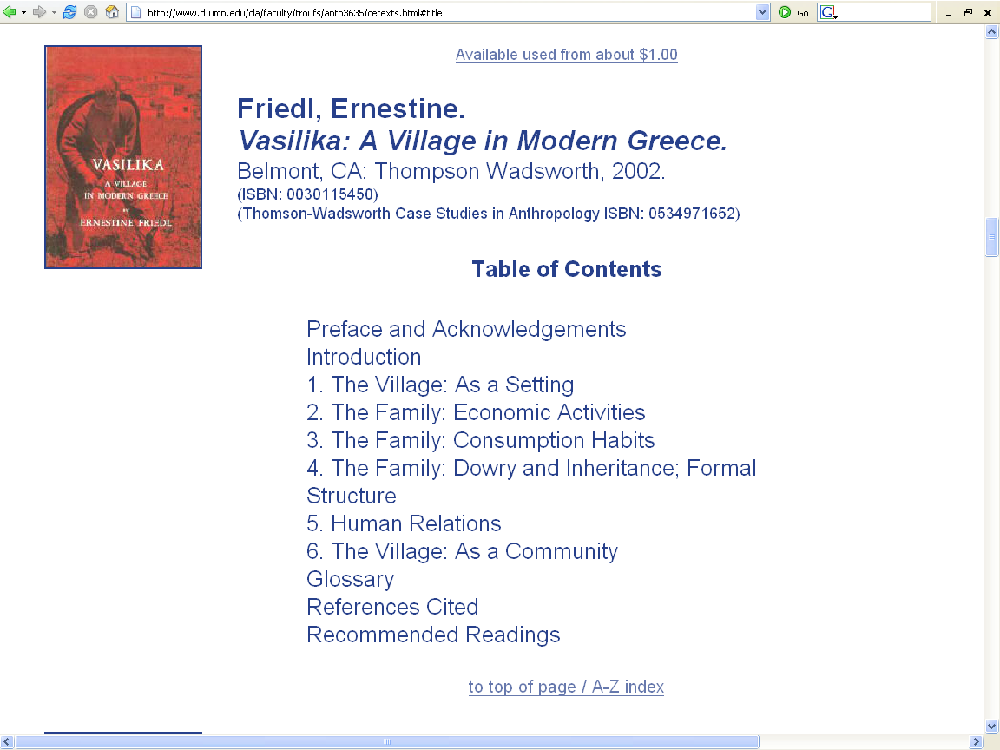 http://www.d.umn.edu/cla/faculty/troufs/anth3635/cetexts.html#title
Go
G
Available used from about $1.00
VASILIKA
A VILLAGE
IN MODERN GREECE
BY
ERNESTINE FRIEDL
Friedl, Ernestine.
Vasilika: A Village in Modern Greece.
Belmont, CA: Thompson Wadsworth, 2002.
(ISBN: 0030115450)
(Thomson-Wadsworth Case Studies in Anthropology ISBN: 0534971652)
Table of Contents
Preface and Acknowledgements
Introduction
1. The Village: As a Setting
2. The Family: Economic Activities
3. The Family: Consumption Habits
4. The Family: Dowry and Inheritance; Formal
Structure
5. Human Relations
6. The Village: As a Community
Glossary
References Cited
Recommended Readings
to top of page / A-Z index